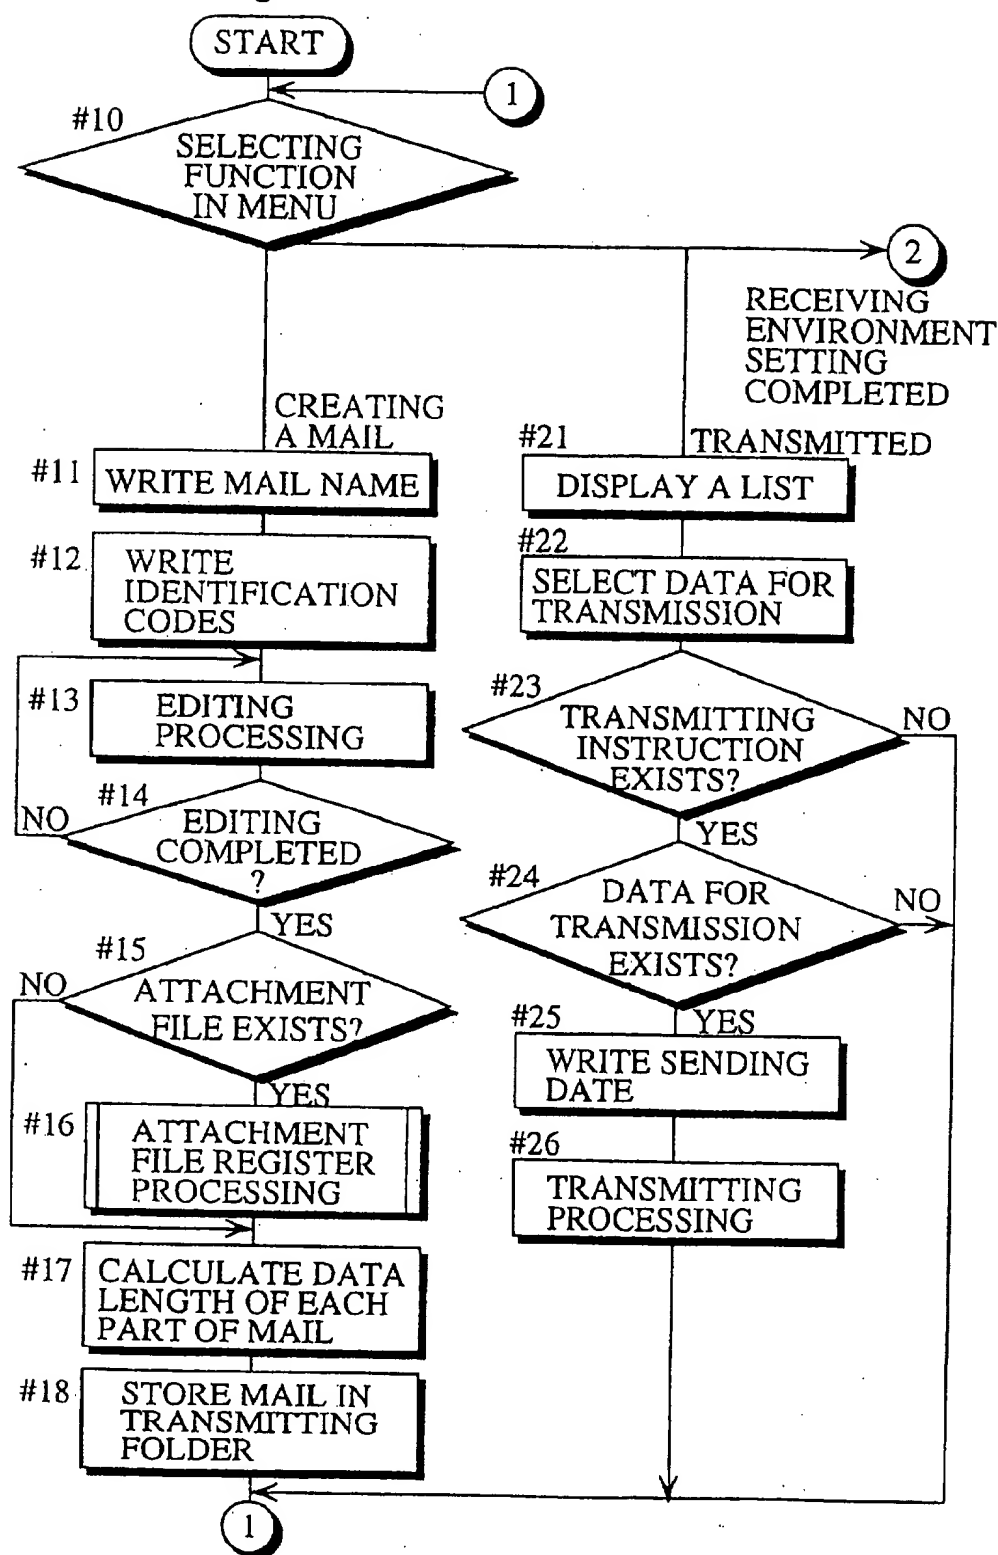 START
1
#10
SELECTING
FUNCTION
IN MENU
2
RECEIVING
ENVIRONMENT
SETTING
COMPLETED
CREATING
A MAIL
#11
WRITE MAIL NAME
#12
WRITE
IDENTIFICATION
CODES
#13
EDITING
PROCESSING
#14
NO
EDITING
COMPLETED
?
YES
#15
NO
ATTACHMENT
FILE EXISTS?
YES
#16
ATTACHMENT
FILE REGISTER
PROCESSING
#17
CALCULATE DATA
LENGTH OF EACH
PART OF MAIL
#18
STORE MAIL IN
TRANSMITTING
FOLDER
1
#21
TRANSMITTED
DISPLAY A LIST
#22
SELECT DATA FOR
TRANSMISSION
#23
TRANSMITTING
INSTRUCTION
EXISTS?
NO
YES
#24
DATA FOR
TRANSMISSION
EXISTS?
NO
YES
#25
WRITE SENDING
DATE
#26
TRANSMITTING
PROCESSING